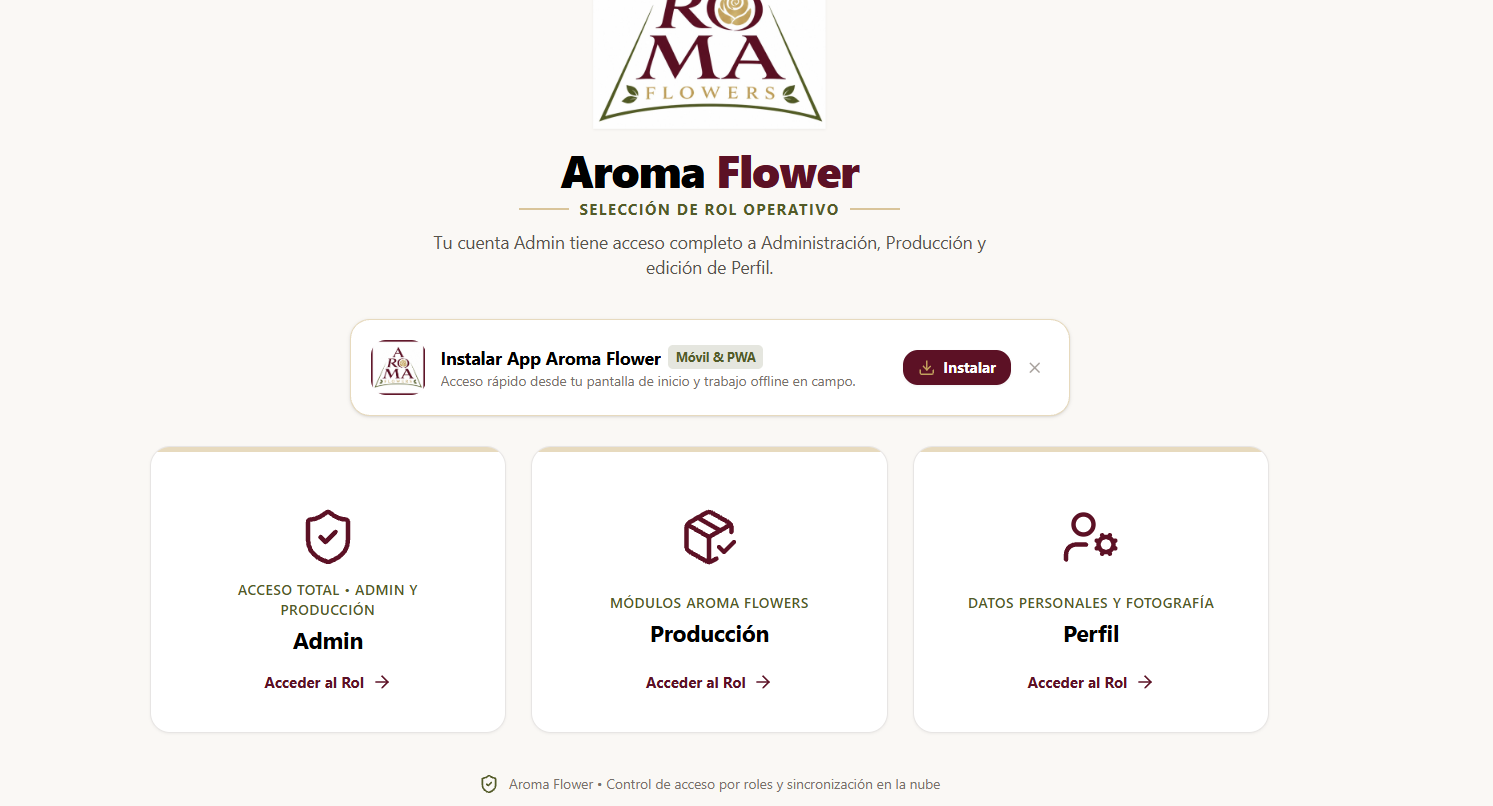 RO
MA
FLOWERS
Aroma Flower
SELECCIÓN DE ROL OPERATIVO
Tu cuenta Admin tiene acceso completo a Administración, Producción y
edición de Perfil.
A
RO
MA
FLOWERS
Instalar App Aroma Flower Móvil & PWA
Acceso rápido desde tu pantalla de inicio y trabajo offline en campo.
Instalar
ACCESO TOTAL • ADMIN Y
PRODUCCIÓN
Admin
Acceder al Rol
MÓDULOS AROMA FLOWERS
Producción
Acceder al Rol
DATOS PERSONALES Y FOTOGRAFÍA
Perfil
Acceder al Rol
Aroma Flower • Control de acceso por roles y sincronización en la nube